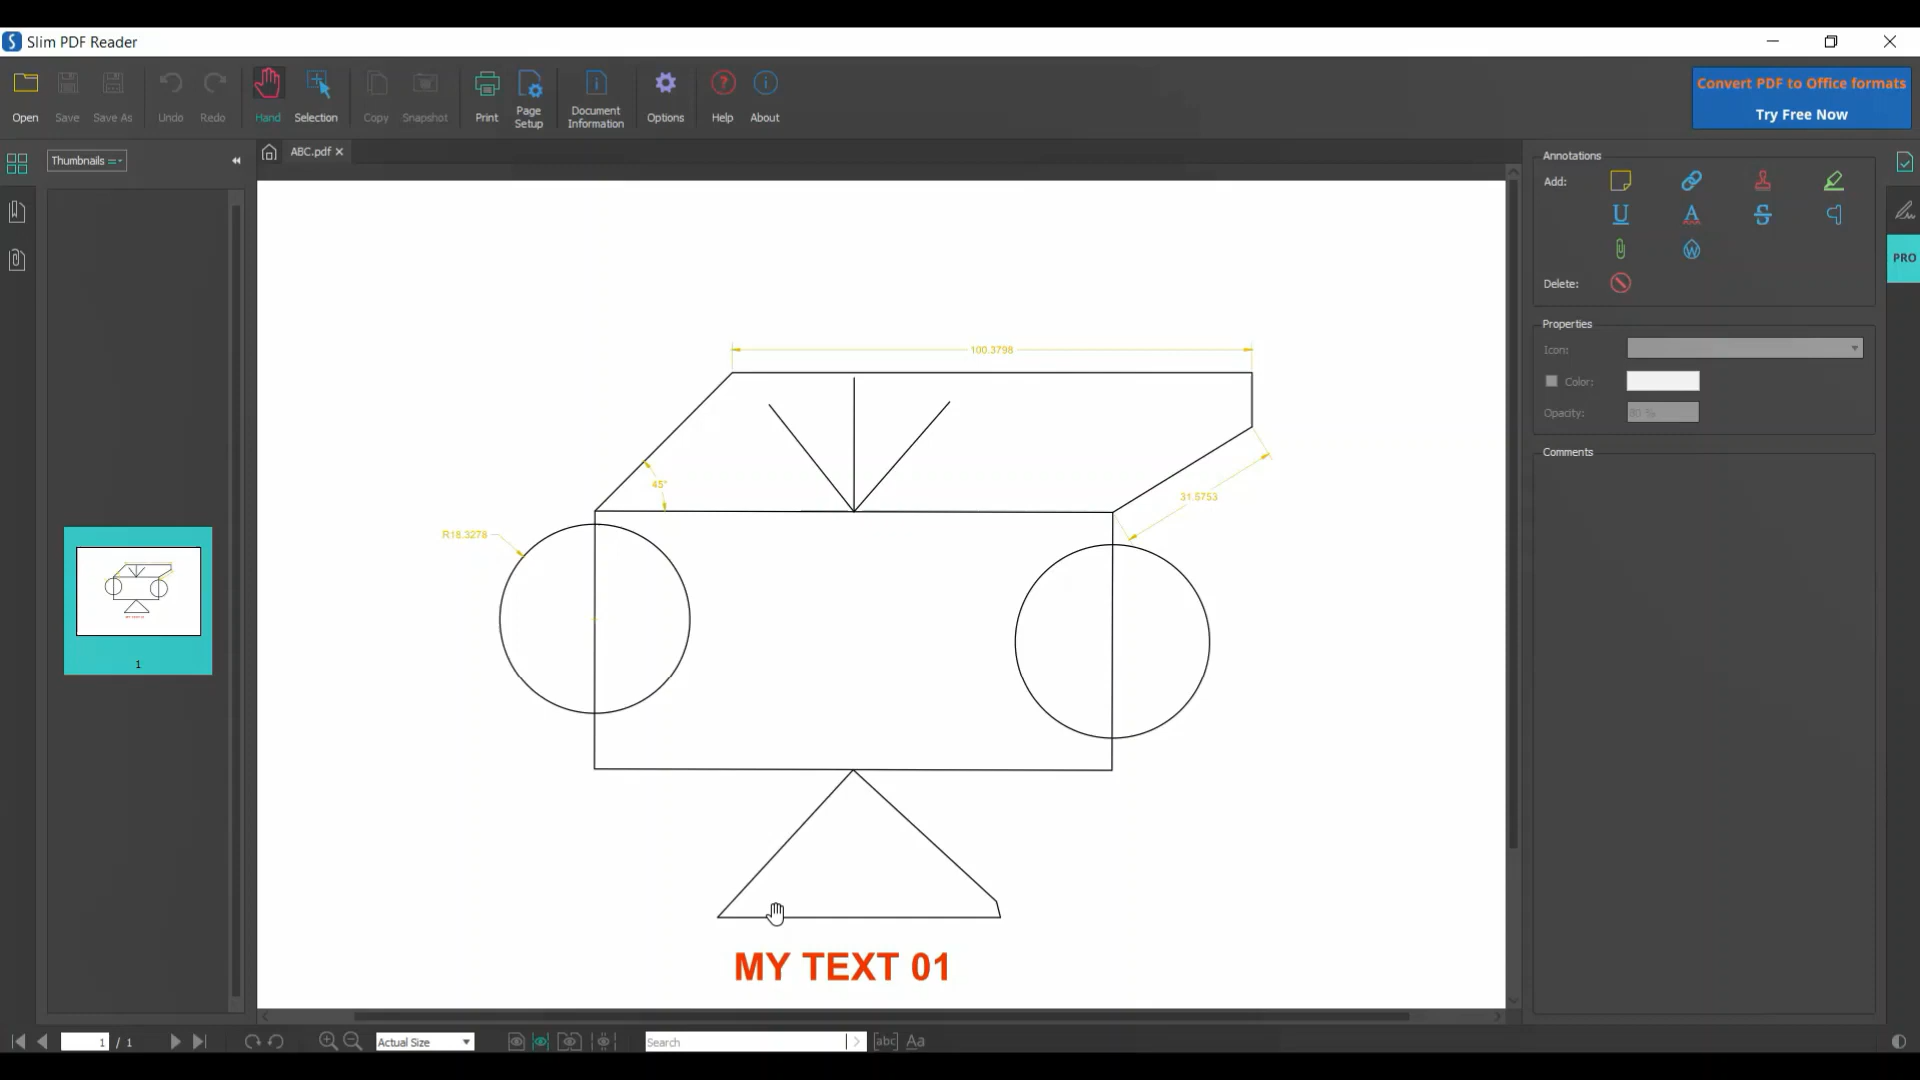 Slim PDF Reader
Open Save Save As Undo Redo Hand Selection Copy Snapshot Print Page Setup Document Information Options Help About
Convert PDF to Office formats
Try Free Now
Thumbnails
ABC.pdf
1
100.3798
45°
31.5753
R18.3278
MY TEXT 01
Annotations
Add:
Delete:
PRO
Properties
Icon:
Color:
Opacity: 80 %
Comments
1 / 1
Actual Size
Search
abc Aa